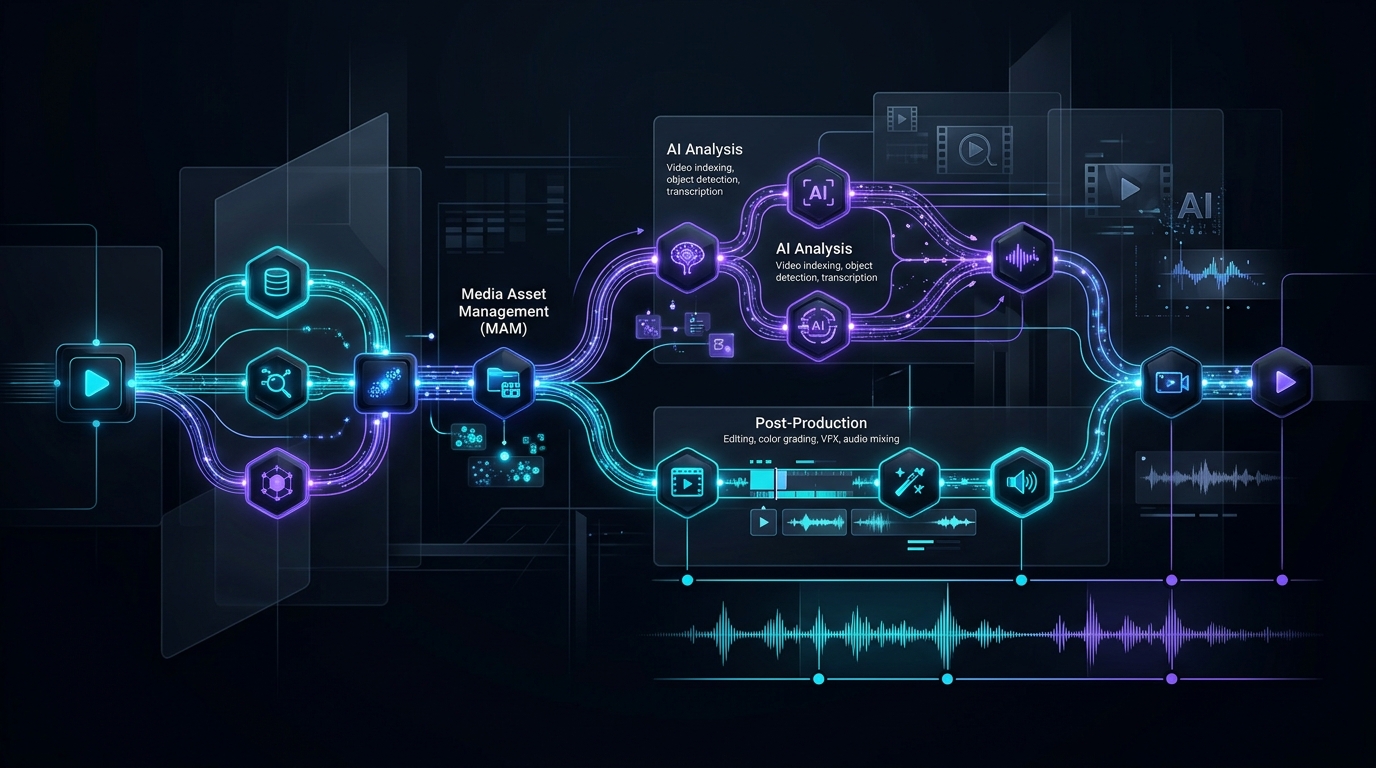 Media Asset
Management
(MAM)
AI Analysis
Video indexing,
object detection,
transcription
AI
AI Analysis
Video indexing, object
detection, transcription
AI
AI
Post-Production
Editing, color grading, VFX, audio mixing